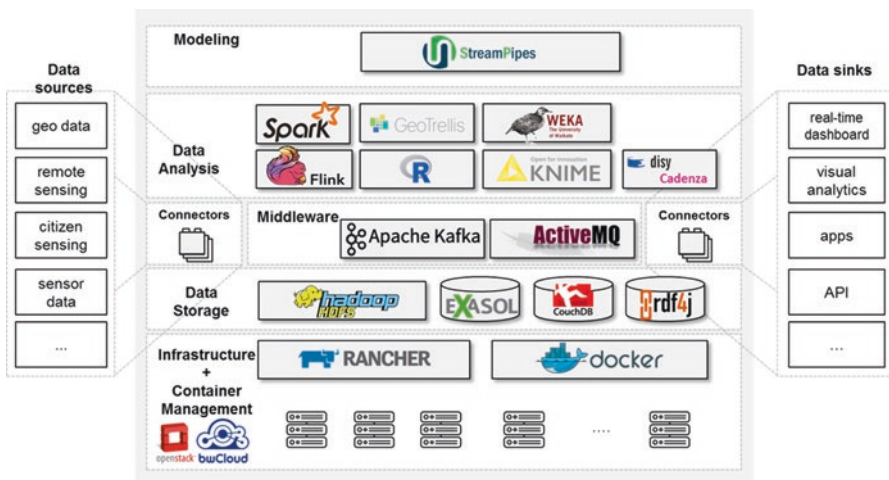 Modeling
StreamPipes
Data
sources
geo data
remote
sensing
citizen
sensing
sensor
data
...
Data
Analysis
Spark
GeoTrellis
WEKA
The University
of Waikato
Flink
R
Open for Innovation
KNIME
disy
Cadenza
Connectors
Middleware
Apache Kafka
ActiveMQ
Connectors
Data
Storage
hadoop
HDFS
EXASOL
CouchDB
rdf4j
Infrastructure
+
Container
Management
RANCHER
docker
openstack
bwCloud
....
Data sinks
real-time
dashboard
visual
analytics
apps
API
...